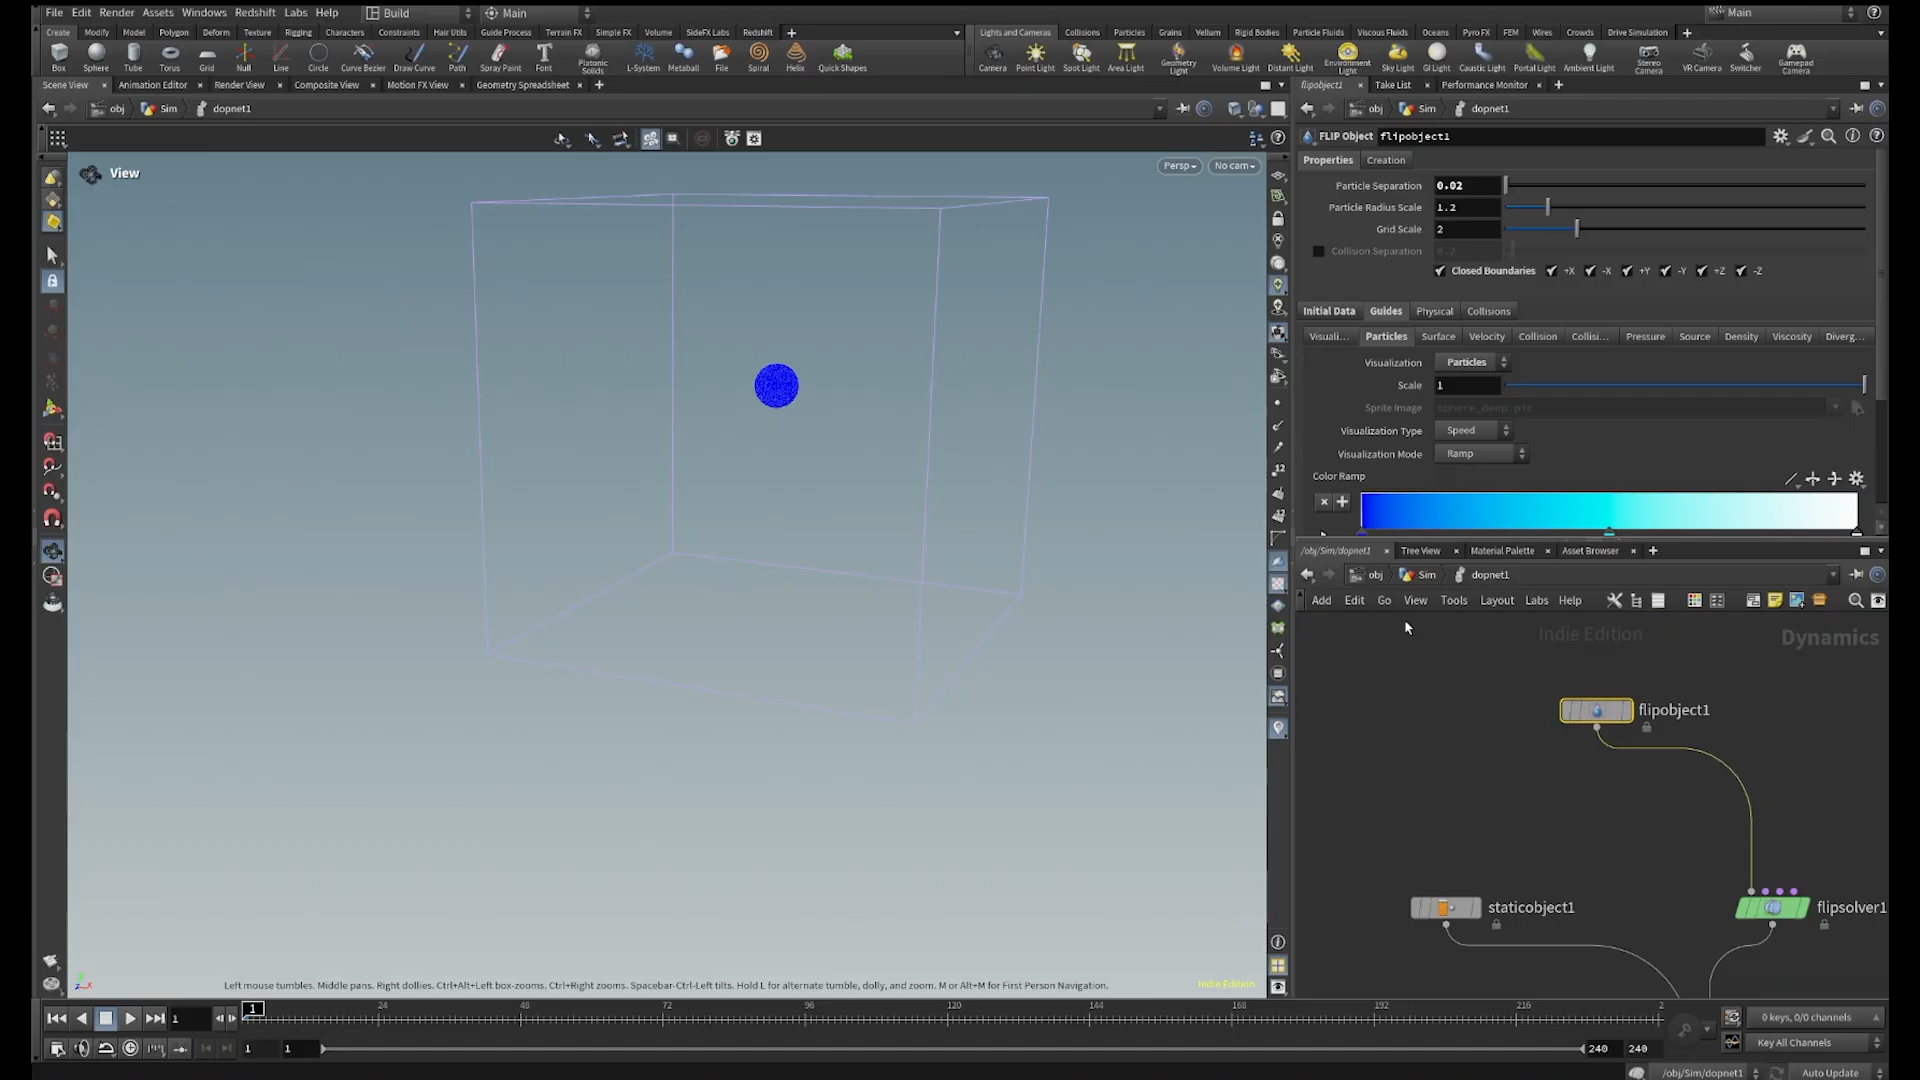 File Edit Render Assets Windows Redshift Labs Help Build Main Main
Create Modify Model Polygon Deform Texture Rigging Characters Constraints Hair Utils Guide Process Terrain FX Simple FX Volume SideFX Labs Redshift
Lights and Cameras Collisions Particles Grains Vellum Rigid Bodies Particle Fluids Viscous Fluids Oceans Pyro FX FEM Wires Crowds Drive Simulation
Box Sphere Tube Torus Grid Null Line Circle Curve Bezier Draw Curve Path Spray Paint Font Platonic Solids L-System Metaball File Spiral Helix Quick Shapes
Camera Point Light Spot Light Area Light Geometry Light Volume Light Distant Light Environment Light Sky Light GI Light Caustic Light Portal Light Ambient Light Stereo Camera VR Camera Switcher Gamepad Camera
Scene View Animation Editor Render View Composite View Motion FX View Geometry Spreadsheet
flipobject1 Take List Performance Monitor
obj Sim dopnet1
obj Sim dopnet1
View
Persp
No cam
FLIP Object flipobject1
Properties Creation
Particle Separation 0.02
Particle Radius Scale 1.2
Grid Scale 2
Collision Separation 0.2
Closed Boundaries +X -X +Y -Y +Z -Z
Initial Data Guides Physical Collisions
Visuali... Particles Surface Velocity Collision Collisi... Pressure Source Density Viscosity Diverg...
Visualization Particles
Scale 1
Sprite Image sphere_deep.pic
Visualization Type Speed
Visualization Mode Ramp
Color Ramp
/obj/Sim/dopnet1 Tree View Material Palette Asset Browser
obj Sim dopnet1
Add Edit Go View Tools Layout Labs Help
Indie Edition
Dynamics
flipobject1
staticobject1
flipsolver1
Left mouse tumbles. Middle pans. Right dollies. Ctrl+Alt+Left box-zooms. Ctrl+Right zooms. Spacebar-Ctrl-Left tilts. Hold L for alternate tumble, dolly, and zoom. M or Alt+M for First Person Navigation.
Indie Edition
1 1 24 48 72 96 120 144 168 192 216 2
0 keys, 0/0 channels
1 1 240 240
Key All Channels
/obj/Sim/dopnet1 Auto Update